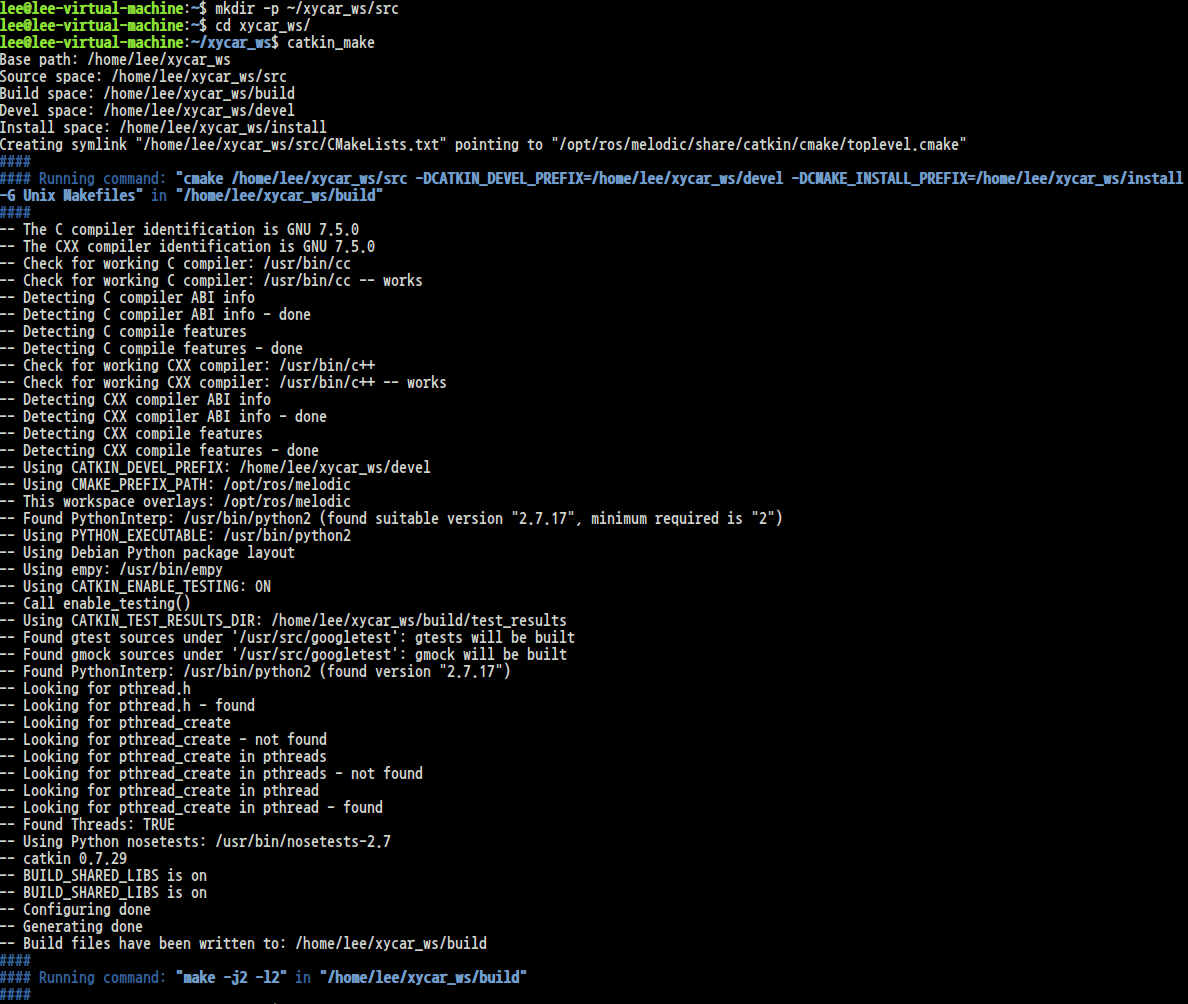 lee@lee-virtual-machine:~$ mkdir -p ~/xycar_ws/src
lee@lee-virtual-machine:~$ cd xycar_ws/
lee@lee-virtual-machine:~/xycar_ws$ catkin_make
Base path: /home/lee/xycar_ws
Source space: /home/lee/xycar_ws/src
Build space: /home/lee/xycar_ws/build
Devel space: /home/lee/xycar_ws/devel
Install space: /home/lee/xycar_ws/install
Creating symlink "/home/lee/xycar_ws/src/CMakeLists.txt" pointing to "/opt/ros/melodic/share/catkin/cmake/toplevel.cmake"
####
#### Running command: "cmake /home/lee/xycar_ws/src -DCATKIN_DEVEL_PREFIX=/home/lee/xycar_ws/devel -DCMAKE_INSTALL_PREFIX=/home/lee/xycar_ws/install
-G Unix Makefiles" in "/home/lee/xycar_ws/build"
####
-- The C compiler identification is GNU 7.5.0
-- The CXX compiler identification is GNU 7.5.0
-- Check for working C compiler: /usr/bin/cc
-- Check for working C compiler: /usr/bin/cc -- works
-- Detecting C compiler ABI info
-- Detecting C compiler ABI info - done
-- Detecting C compile features
-- Detecting C compile features - done
-- Check for working CXX compiler: /usr/bin/c++
-- Check for working CXX compiler: /usr/bin/c++ -- works
-- Detecting CXX compiler ABI info
-- Detecting CXX compiler ABI info - done
-- Detecting CXX compile features
-- Detecting CXX compile features - done
-- Using CATKIN_DEVEL_PREFIX: /home/lee/xycar_ws/devel
-- Using CMAKE_PREFIX_PATH: /opt/ros/melodic
-- This workspace overlays: /opt/ros/melodic
-- Found PythonInterp: /usr/bin/python2 (found suitable version "2.7.17", minimum required is "2")
-- Using PYTHON_EXECUTABLE: /usr/bin/python2
-- Using Debian Python package layout
-- Using empy: /usr/bin/empy
-- Using CATKIN_ENABLE_TESTING: ON
-- Call enable_testing()
-- Using CATKIN_TEST_RESULTS_DIR: /home/lee/xycar_ws/build/test_results
-- Found gtest sources under '/usr/src/googletest': gtests will be built
-- Found gmock sources under '/usr/src/googletest': gmock will be built
-- Found PythonInterp: /usr/bin/python2 (found version "2.7.17")
-- Looking for pthread.h
-- Looking for pthread.h - found
-- Looking for pthread_create
-- Looking for pthread_create - not found
-- Looking for pthread_create in pthreads
-- Looking for pthread_create in pthreads - not found
-- Looking for pthread_create in pthread
-- Looking for pthread_create in pthread - found
-- Found Threads: TRUE
-- Using Python nosetests: /usr/bin/nosetests-2.7
-- catkin 0.7.29
-- BUILD_SHARED_LIBS is on
-- BUILD_SHARED_LIBS is on
-- Configuring done
-- Generating done
-- Build files have been written to: /home/lee/xycar_ws/build
####
#### Running command: "make -j2 -l2" in "/home/lee/xycar_ws/build"
####